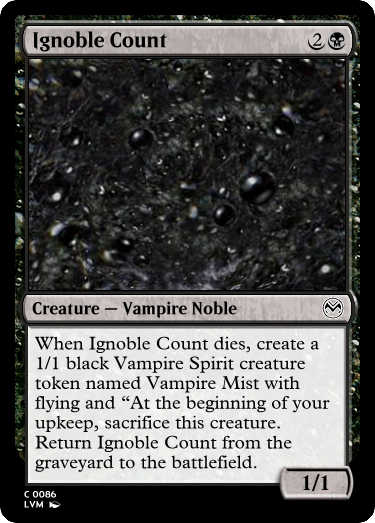 Ignoble Count 2
Creature — Vampire Noble
When Ignoble Count dies, create a
1/1 black Vampire Spirit creature
token named Vampire Mist with
flying and “At the beginning of your
upkeep, sacrifice this creature.
Return Ignoble Count from the
graveyard to the battlefield.
1/1
C 0086
LVM